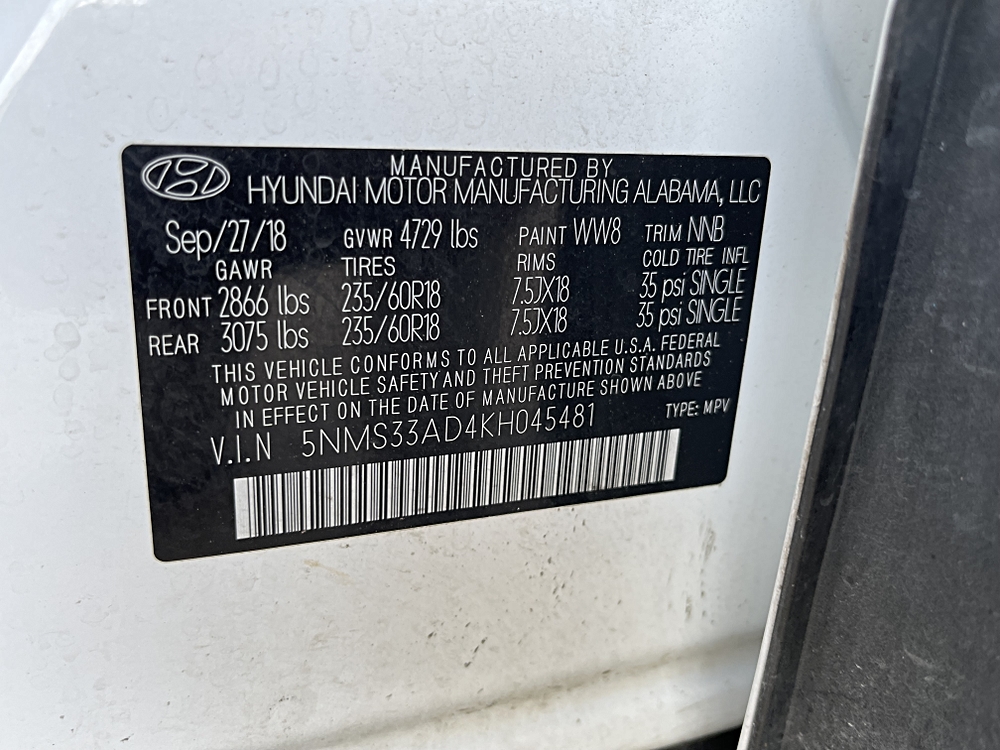 MANUFACTURED BY
HYUNDAI MOTOR MANUFACTURING ALABAMA, LLC
Sep/27/18 GVWR 4729 lbs PAINT WW8 TRIM NNB
GAWR TIRES RIMS COLD TIRE INFL
FRONT 2866 lbs 235/60R18 7.5JX18 35 psi SINGLE
REAR 3075 lbs 235/60R18 7.5JX18 35 psi SINGLE
THIS VEHICLE CONFORMS TO ALL APPLICABLE U.S.A. FEDERAL
MOTOR VEHICLE SAFETY AND THEFT PREVENTION STANDARDS
IN EFFECT ON THE DATE OF MANUFACTURE SHOWN ABOVE
V.I.N 5NMS33AD4KH045481 TYPE: MPV